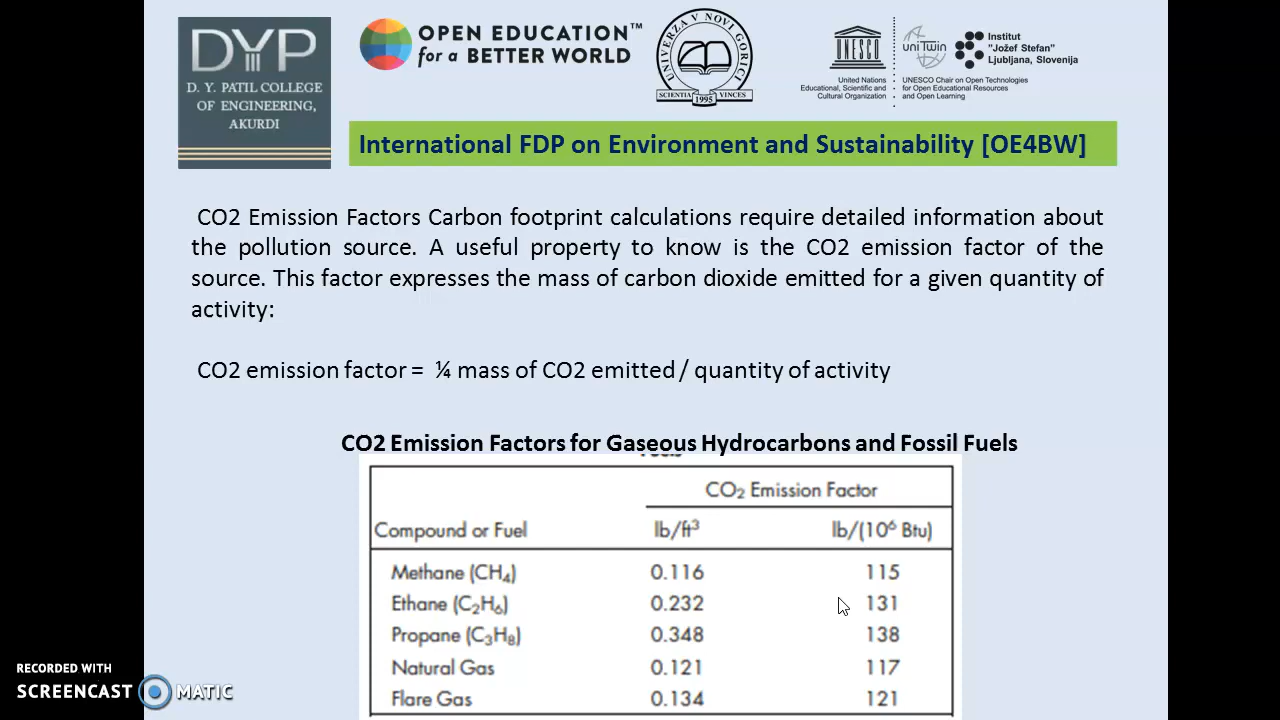 DYP
D. Y. PATIL COLLEGE
OF ENGINEERING,
AKURDI
OPEN EDUCATION™
for a BETTER WORLD
UNIVERZA V NOVI GORICI
SCIENTIA VINCES
1995
UNESCO
United Nations
Educational, Scientific and
Cultural Organization
uniTwin
Institut
"Jožef Stefan"
Ljubljana, Slovenija
UNESCO Chair on Open Technologies
for Open Educational Resources
and Open Learning
International FDP on Environment and Sustainability [OE4BW]
CO2 Emission Factors Carbon footprint calculations require detailed information about
the pollution source. A useful property to know is the CO2 emission factor of the
source. This factor expresses the mass of carbon dioxide emitted for a given quantity of
activity:
CO2 emission factor = ¼ mass of CO2 emitted / quantity of activity
CO2 Emission Factors for Gaseous Hydrocarbons and Fossil Fuels
CO₂ Emission Factor
Compound or Fuel lb/ft³ lb/(10⁶ Btu)
Methane (CH₄) 0.116 115
Ethane (C₂H₆) 0.232 131
Propane (C₃H₈) 0.348 138
Natural Gas 0.121 117
Flare Gas 0.134 121
RECORDED WITH
SCREENCAST MATIC